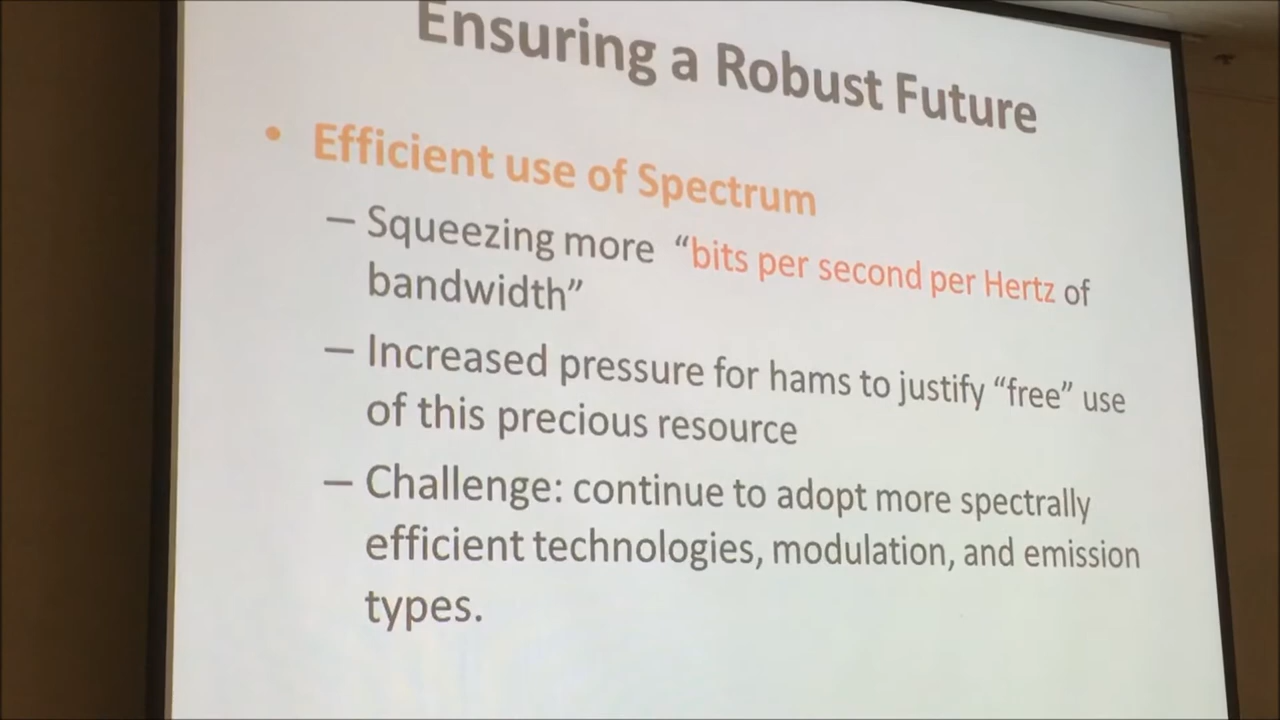 Ensuring a Robust Future
• Efficient use of Spectrum
– Squeezing more “bits per second per Hertz of
bandwidth”
– Increased pressure for hams to justify “free” use
of this precious resource
– Challenge: continue to adopt more spectrally
efficient technologies, modulation, and emission
types.